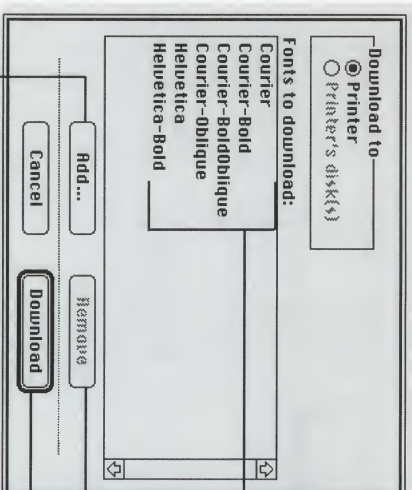 Download to
Printer
Printer's disk(s)
Fonts to download:
Courier
Courier-Bold
Courier-BoldOblique
Courier-Oblique
Helvetica
Helvetica-Bold
Add...
Remove
Cancel
Download